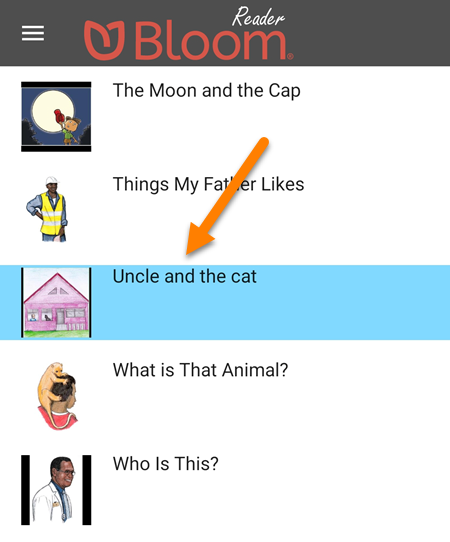 Reader
Bloom®
The Moon and the Cap
Things My Father Likes
Uncle and the cat
What is That Animal?
Who Is This?